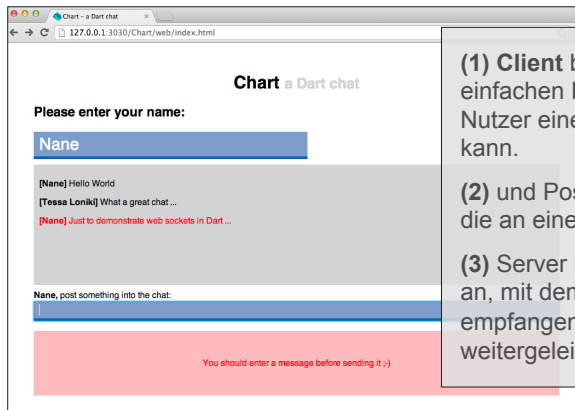 Chart – a Dart chat
127.0.0.1:3030/Chart/web/index.html
Chart a Dart chat
Please enter your name:
Nane
[Nane] Hello World
[Tessa Loniki] What a great chat ...
[Nane] Just to demonstrate web sockets in Dart ...
Nane, post something into the chat:
You should enter a message before sending it ;-)
(1) Client
einfachen
Nutzer eine
kann.
(2) und Pos
die an eine
(3) Server
an, mit dem
empfangen
weitergelei